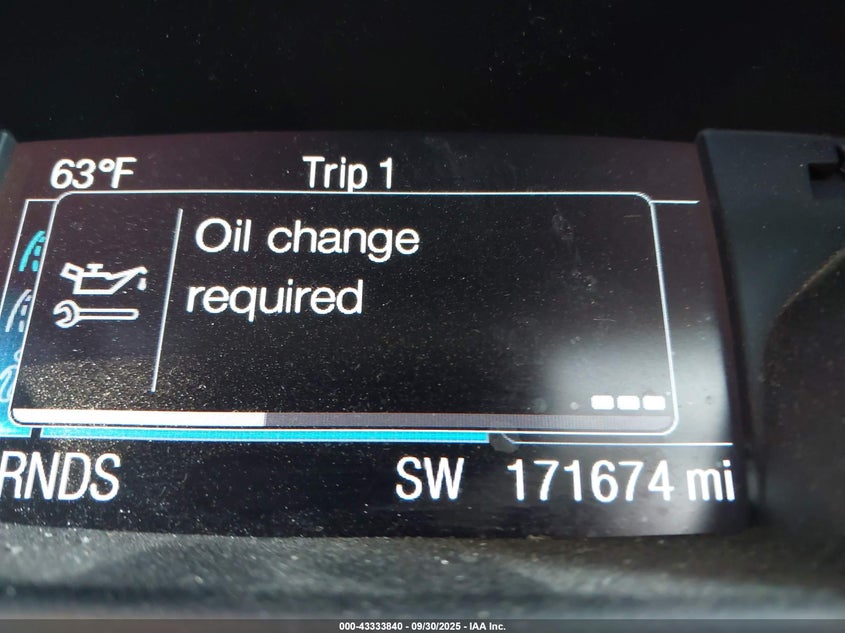 63°F Trip 1
Oil change
required
RNDS SW 171674 mi
000-43333840 - 09/30/2025 - IAA Inc.